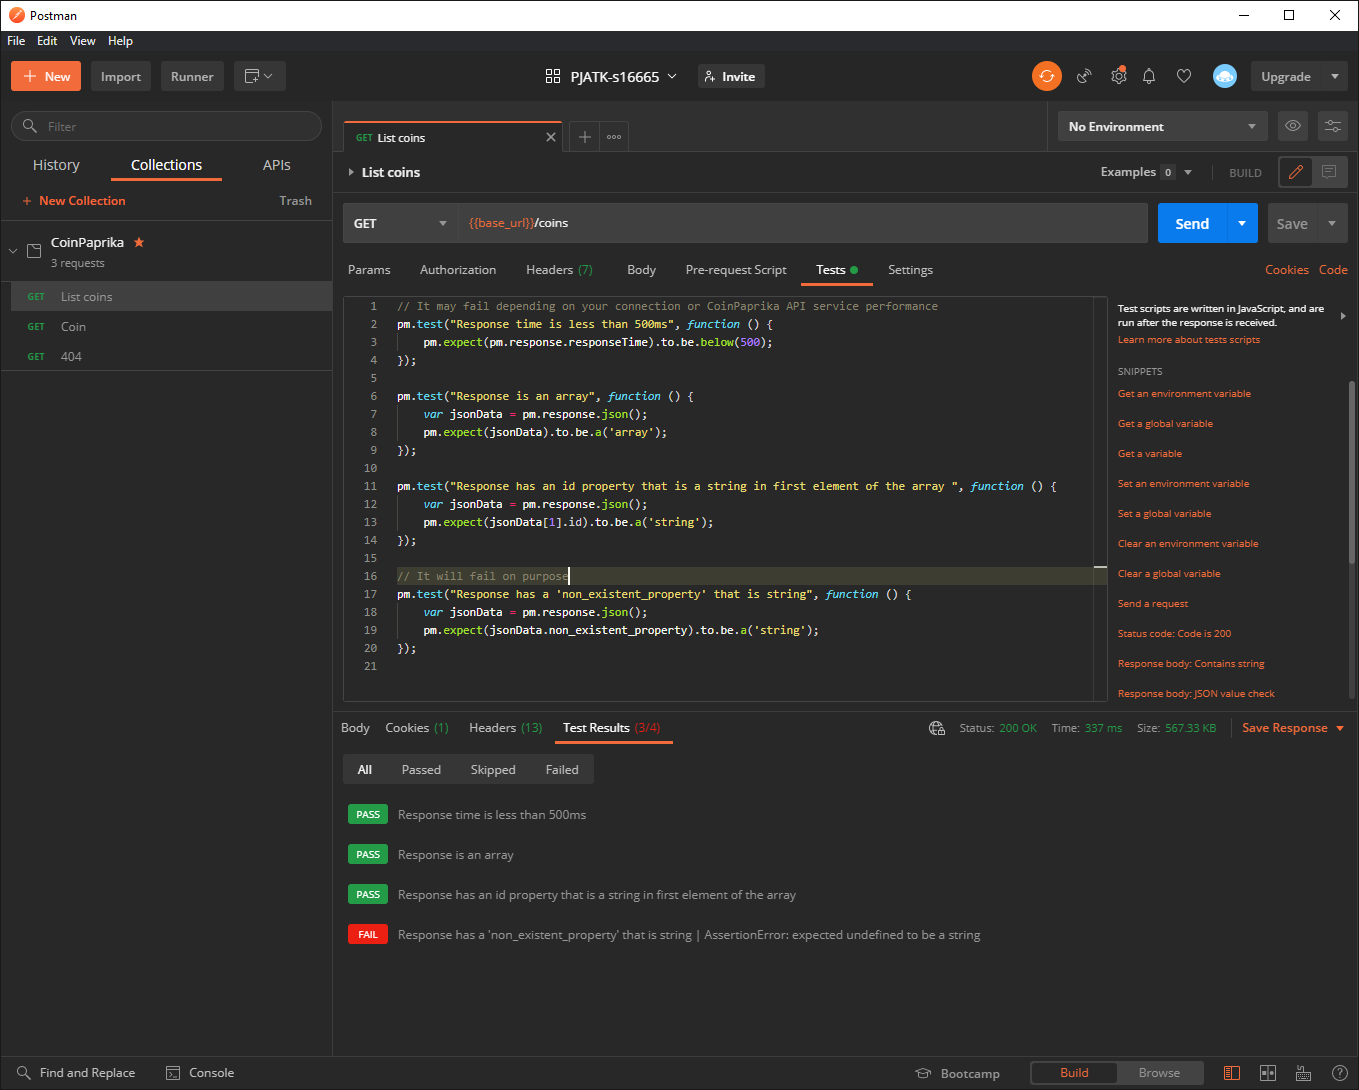 Postman
File Edit View Help
New Import Runner PJATK-s16665 Invite Upgrade
Filter
History Collections APIs
New Collection Trash
CoinPaprika
3 requests
GET List coins
GET Coin
GET 404
GET List coins
No Environment
List coins
Examples 0 BUILD
GET {{base_url}}/coins Send Save
Params Authorization Headers (7) Body Pre-request Script Tests Settings Cookies Code
1 // It may fail depending on your connection or CoinPaprika API service performance
2 pm.test("Response time is less than 500ms", function () {
3 pm.expect(pm.response.responseTime).to.be.below(500);
4 });
5
6 pm.test("Response is an array", function () {
7 var jsonData = pm.response.json();
8 pm.expect(jsonData).to.be.a('array');
9 });
10
11 pm.test("Response has an id property that is a string in first element of the array ", function () {
12 var jsonData = pm.response.json();
13 pm.expect(jsonData[1].id).to.be.a('string');
14 });
15
16 // It will fail on purpose
17 pm.test("Response has a 'non_existent_property' that is string", function () {
18 var jsonData = pm.response.json();
19 pm.expect(jsonData.non_existent_property).to.be.a('string');
20 });
21
Test scripts are written in JavaScript, and are
run after the response is received.
Learn more about tests scripts
SNIPPETS
Get an environment variable
Get a global variable
Get a variable
Set an environment variable
Set a global variable
Clear an environment variable
Clear a global variable
Send a request
Status code: Code is 200
Response body: Contains string
Response body: JSON value check
Body Cookies (1) Headers (13) Test Results (3/4) Status: 200 OK Time: 337 ms Size: 567.33 KB Save Response
All Passed Skipped Failed
PASS Response time is less than 500ms
PASS Response is an array
PASS Response has an id property that is a string in first element of the array
FAIL Response has a 'non_existent_property' that is string | AssertionError: expected undefined to be a string
Find and Replace Console Bootcamp Build Browse